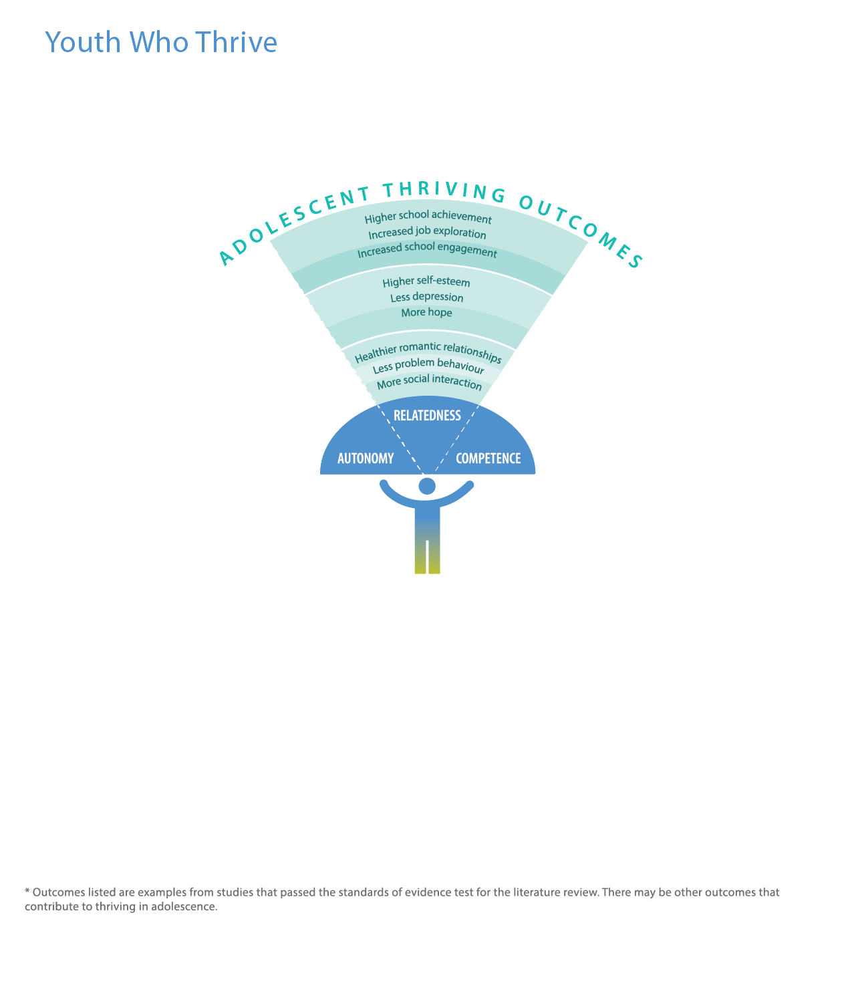 Youth Who Thrive
ADOLESCENT THRIVING OUTCOMES
Higher school achievement
Increased job exploration
Increased school engagement
Higher self-esteem
Less depression
More hope
Healthier romantic relationships
Less problem behaviour
More social interaction
RELATEDNESS
AUTONOMY
COMPETENCE
* Outcomes listed are examples from studies that passed the standards of evidence test for the literature review. There may be other outcomes that
contribute to thriving in adolescence.